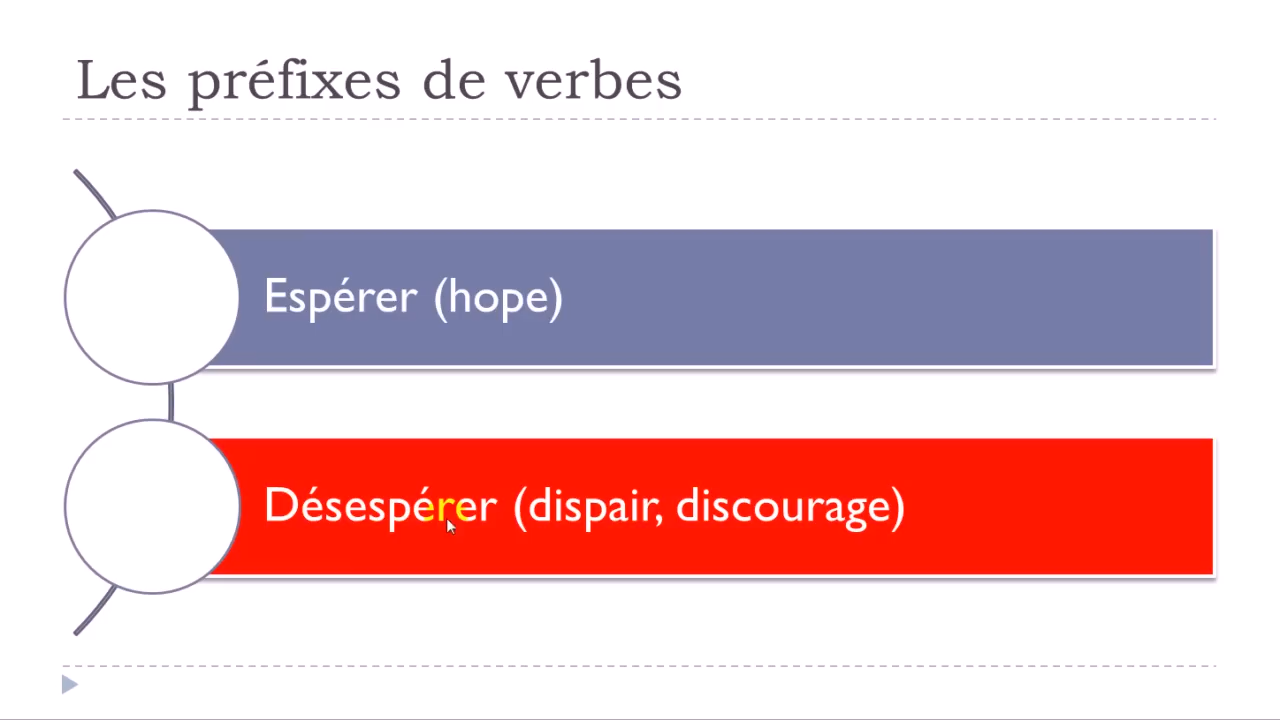 Les préfixes de verbes
Espérer (hope)
Désespérer (dispair, discourage)